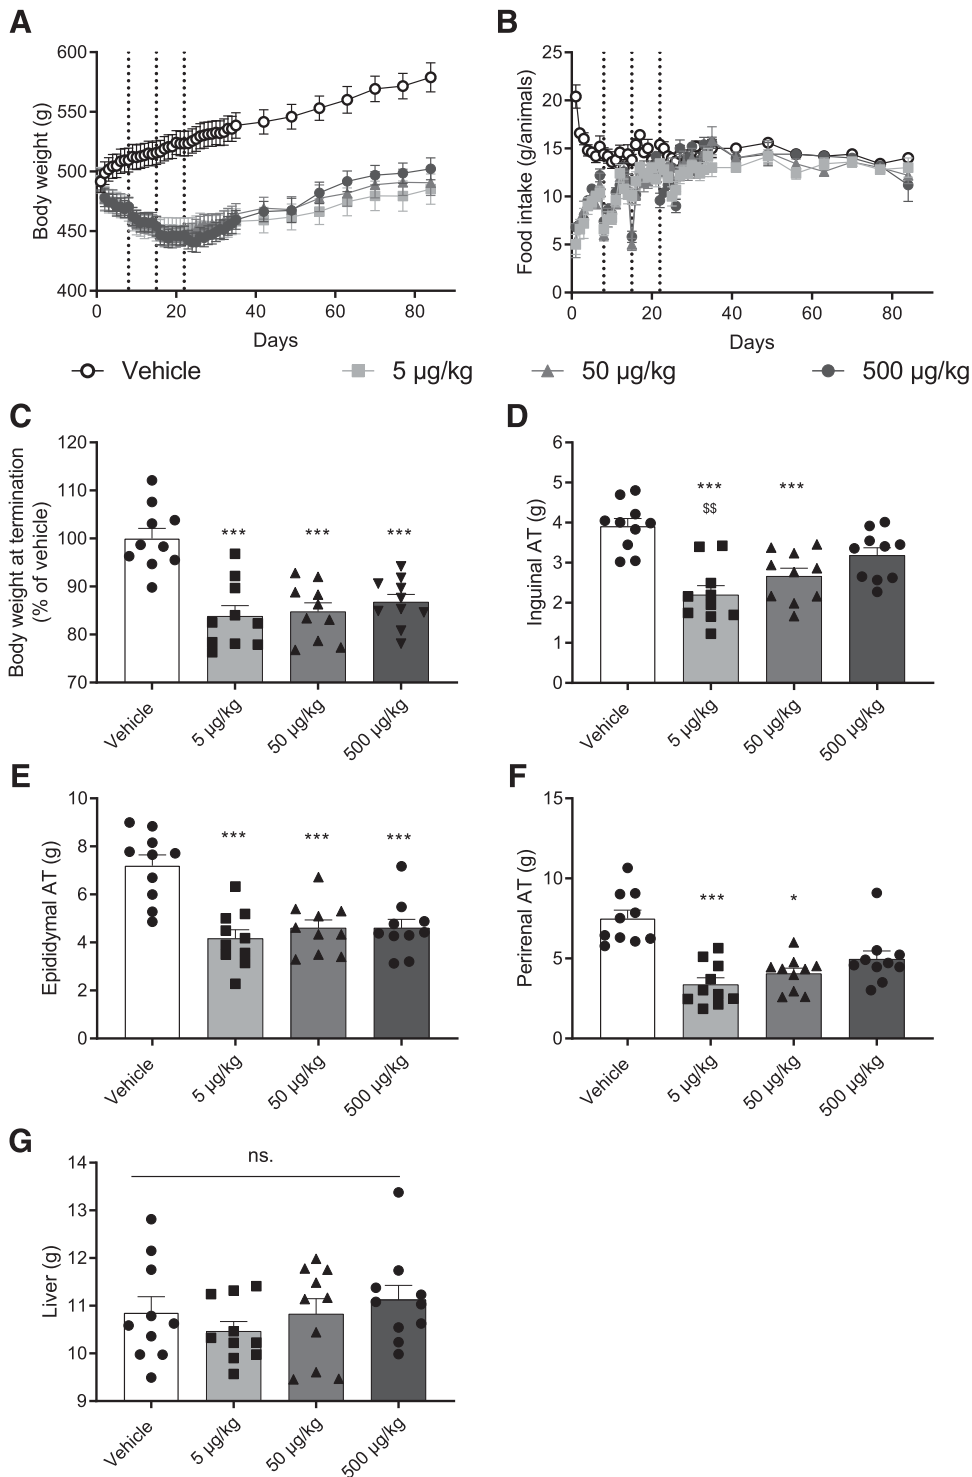 A
B
600
550
500
450
400
Body weight (g)
0
20
40
60
80
Days
25
20
15
10
5
0
Food intake (g/animals)
0
20
40
60
80
Days
Vehicle
5 µg/kg
50 µg/kg
500 µg/kg
C
D
120
110
100
90
80
70
Body weight at termination
(% of vehicle)
***
***
***
Vehicle
5 µg/kg
50 µg/kg
500 µg/kg
6
5
4
3
2
1
0
Inguinal AT (g)
***
$$
***
Vehicle
5 µg/kg
50 µg/kg
500 µg/kg
E
F
10
8
6
4
2
0
Epididymal AT (g)
***
***
***
Vehicle
5 µg/kg
50 µg/kg
500 µg/kg
15
10
5
0
Perirenal AT (g)
***
*
Vehicle
5 µg/kg
50 µg/kg
500 µg/kg
G
14
13
12
11
10
9
Liver (g)
ns.
Vehicle
5 µg/kg
50 µg/kg
500 µg/kg